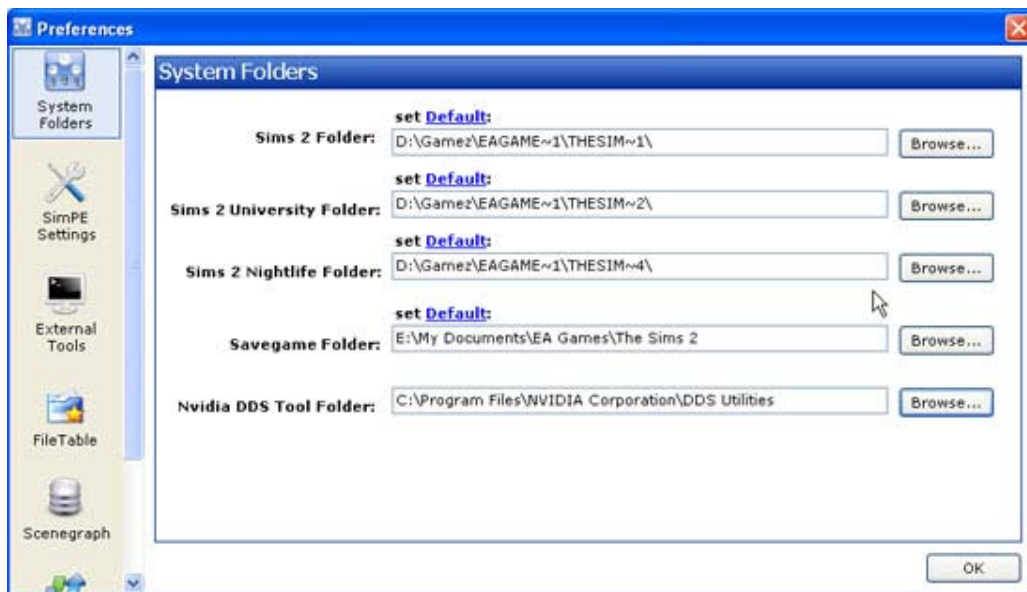 Preferences
System
Folders
SimPE
Settings
External
Tools
FileTable
Scenegraph
System Folders
set Default:
Sims 2 Folder: D:\Gamez\EAGAME~1\THESIM~1\ Browse...
set Default:
Sims 2 University Folder: D:\Gamez\EAGAME~1\THESIM~2\ Browse...
set Default:
Sims 2 Nightlife Folder: D:\Gamez\EAGAME~1\THESIM~4\ Browse...
set Default:
Savegame Folder: E:\My Documents\EA Games\The Sims 2 Browse...
Nvidia DDS Tool Folder: C:\Program Files\NVIDIA Corporation\DDS Utilities Browse...
OK